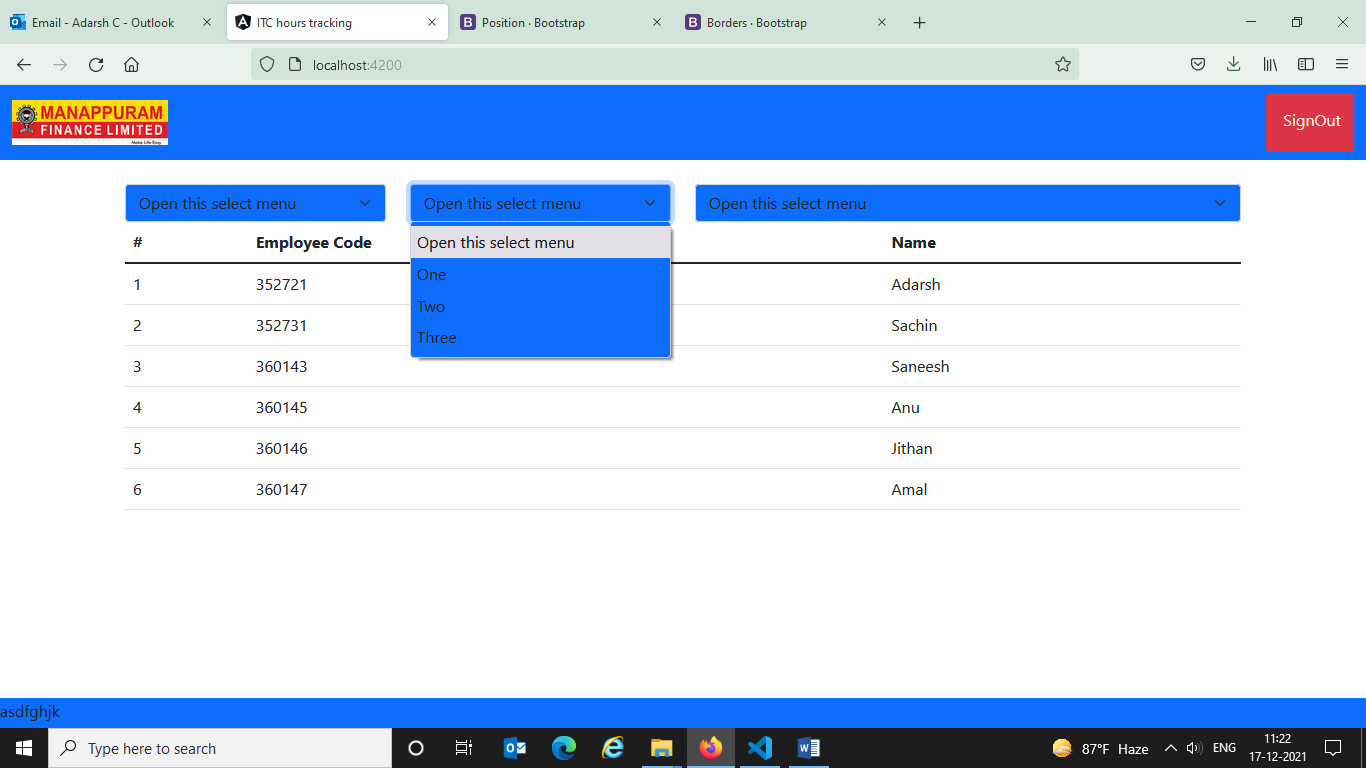 Email - Adarsh C - Outlook
ITC hours tracking
Position · Bootstrap
Borders · Bootstrap
localhost:4200
MANAPPURAM
FINANCE LIMITED
Make Life Easy
SignOut
Open this select menu
Open this select menu
Open this select menu
Open this select menu
One
Two
Three
# Employee Code Name
1 352721 Adarsh
2 352731 Sachin
3 360143 Saneesh
4 360145 Anu
5 360146 Jithan
6 360147 Amal
asdfghjk
Type here to search
87°F Haze
ENG
11:22
17-12-2021